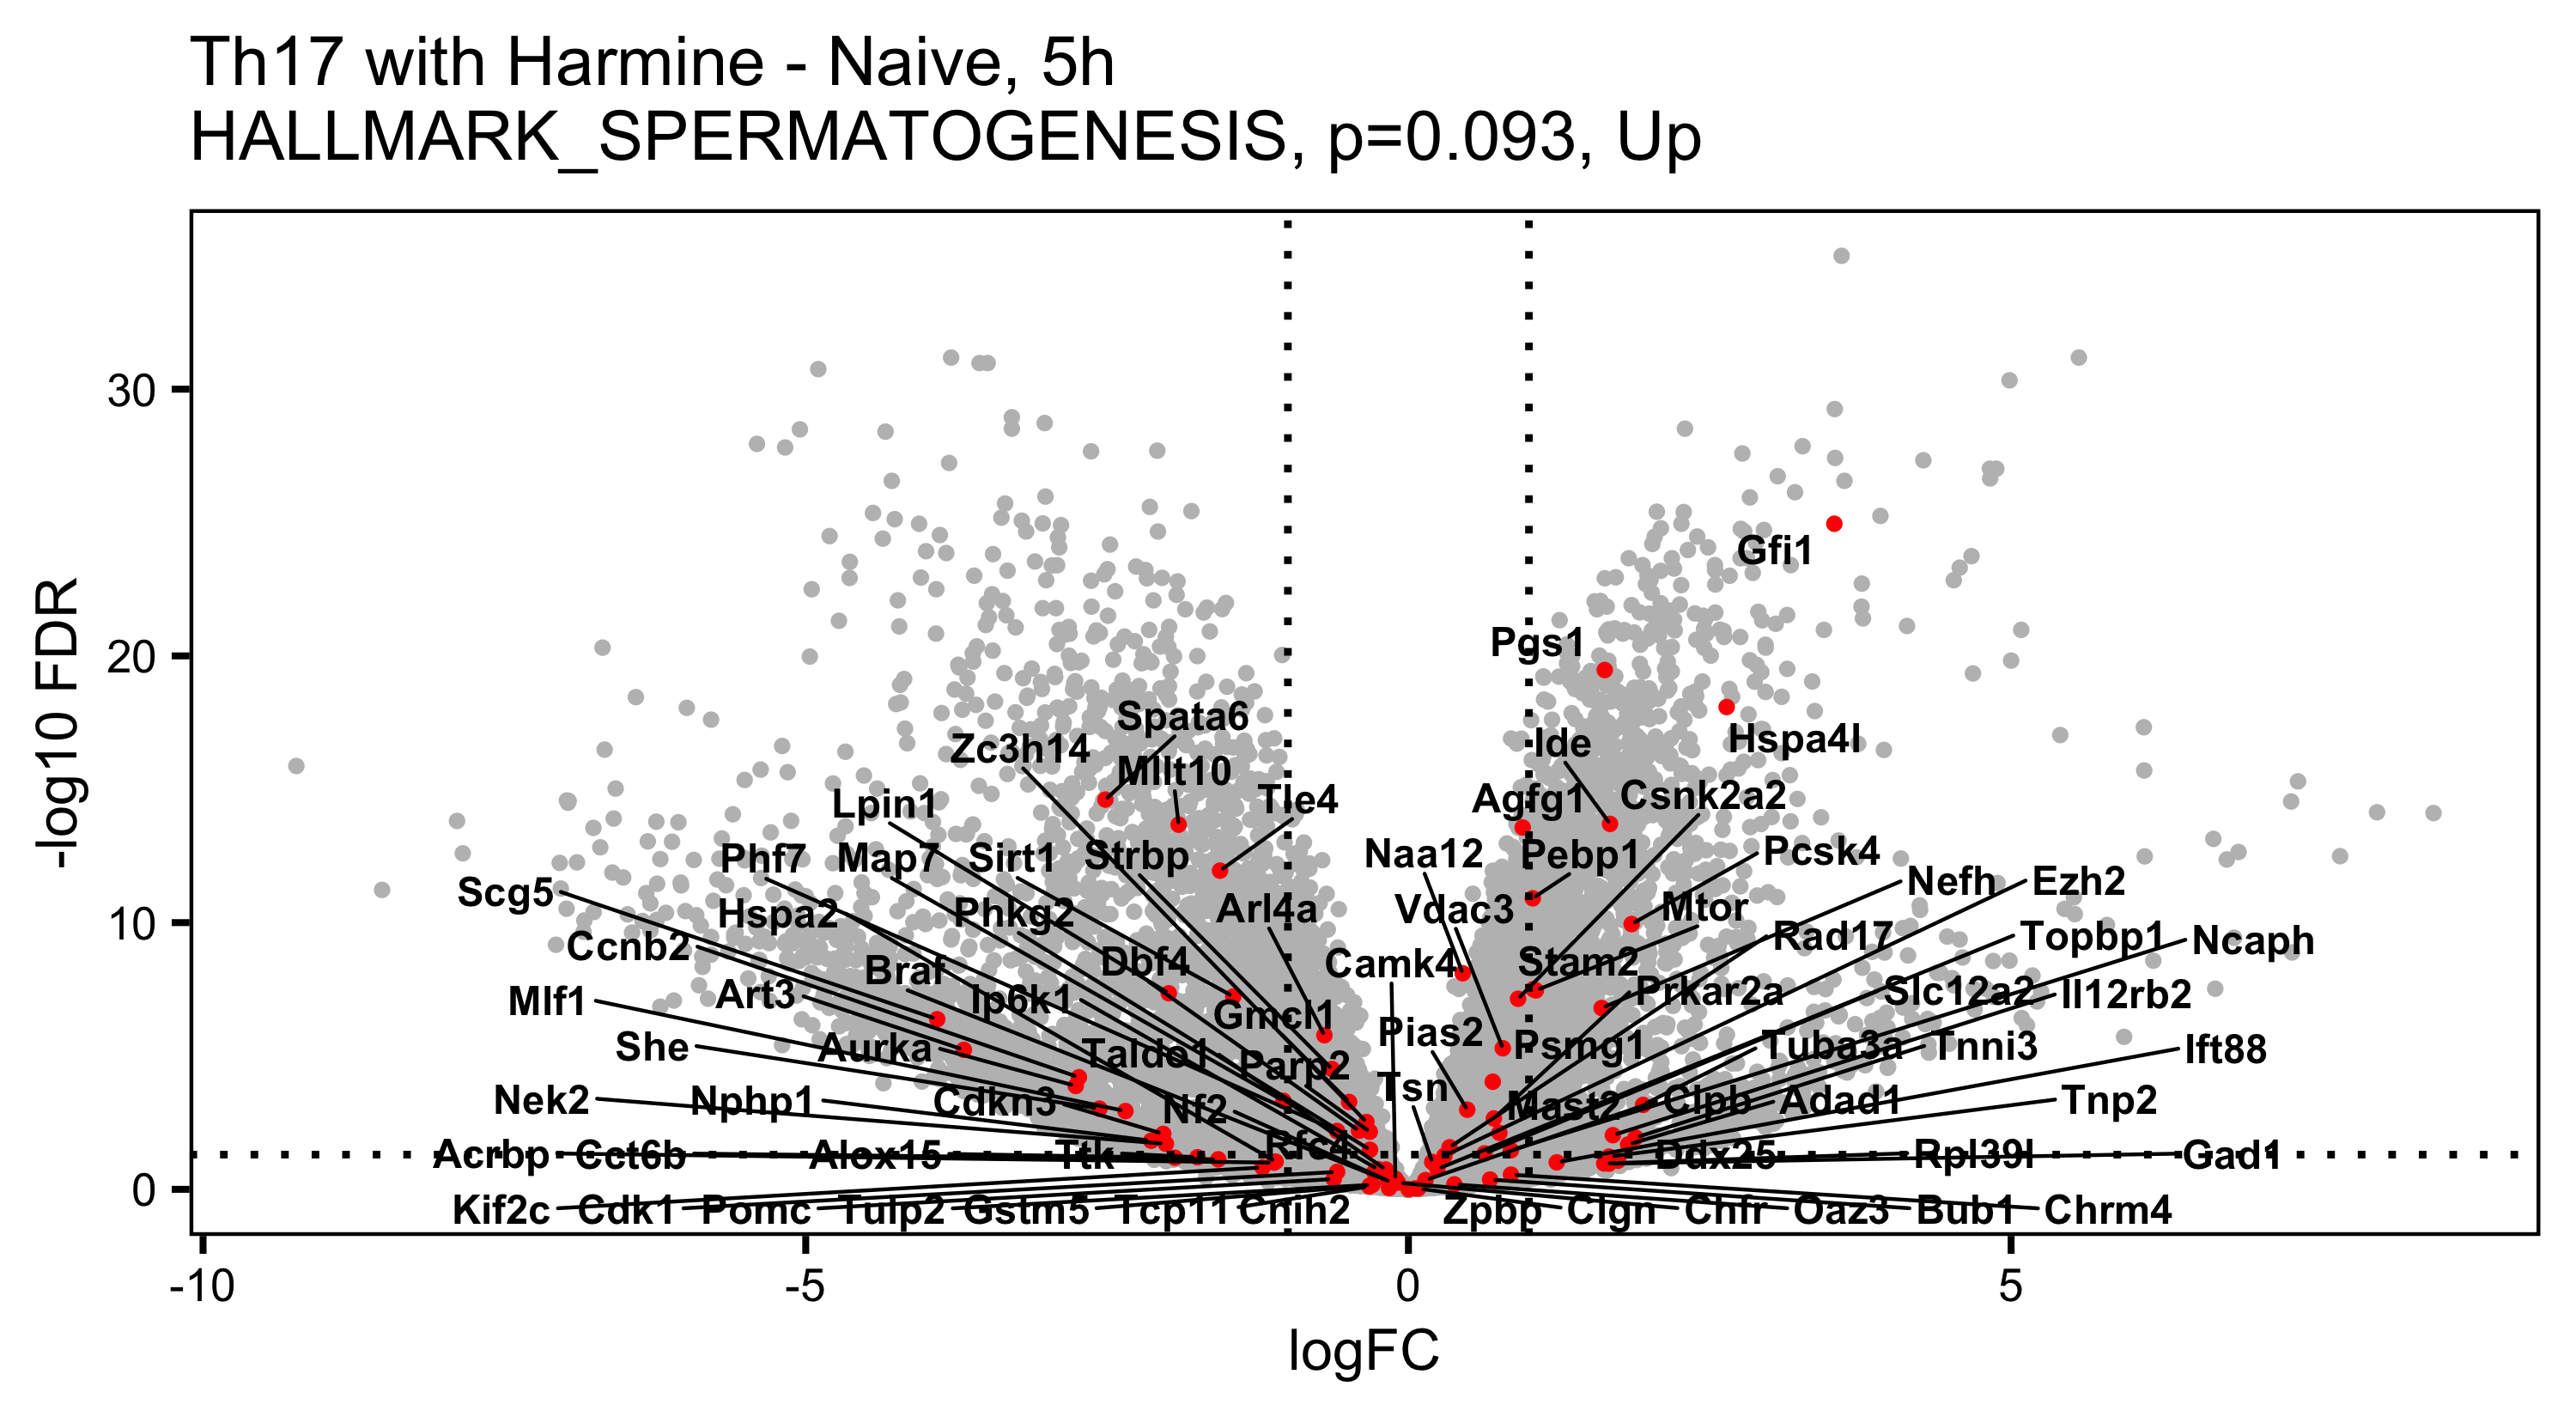 Th17 with Harmine - Naive, 5h
HALLMARK_SPERMATOGENESIS, p=0.093, Up
-log10 FDR
30
20
10
0
Gfi1
Pgs1
Spata6
Zc3h14
Ide
Hspa4l
Mllt10
Lpin1
Tle4
Agfg1
Csnk2a2
Phf7
Map7
Sirt1
Strbp
Naa12
Pebp1
Pcsk4
Scg5
Hspa2
Phkg2
Arl4a
Vdac3
Mtor
Nefh
Ezh2
Ccnb2
Braf
Dbf4
Camk4
Stam2
Rad17
Topbp1
Ncaph
Mlf1
Art3
Ip6k1
Gmcl1
Prkar2a
Slc12a2
Il12rb2
She
Aurka
Taldo1
Parp2
Pias2
Psmg1
Tuba3a
Tnni3
Ift88
Nek2
Nphp1
Cdkn3
Nf2
Tsn
Mast2
Clpb
Adad1
Tnp2
Acrbp
Cct6b
Alox15
Ttk
Rfc4
Ddx25
Rpl39l
Gad1
Kif2c
Cdk1
Pomc
Tulp2
Gstm5
Tcp11
Cnih2
Zpbp
Clgn
Chfr
Oaz3
Bub1
Chrm4
-10
-5
0
5
logFC